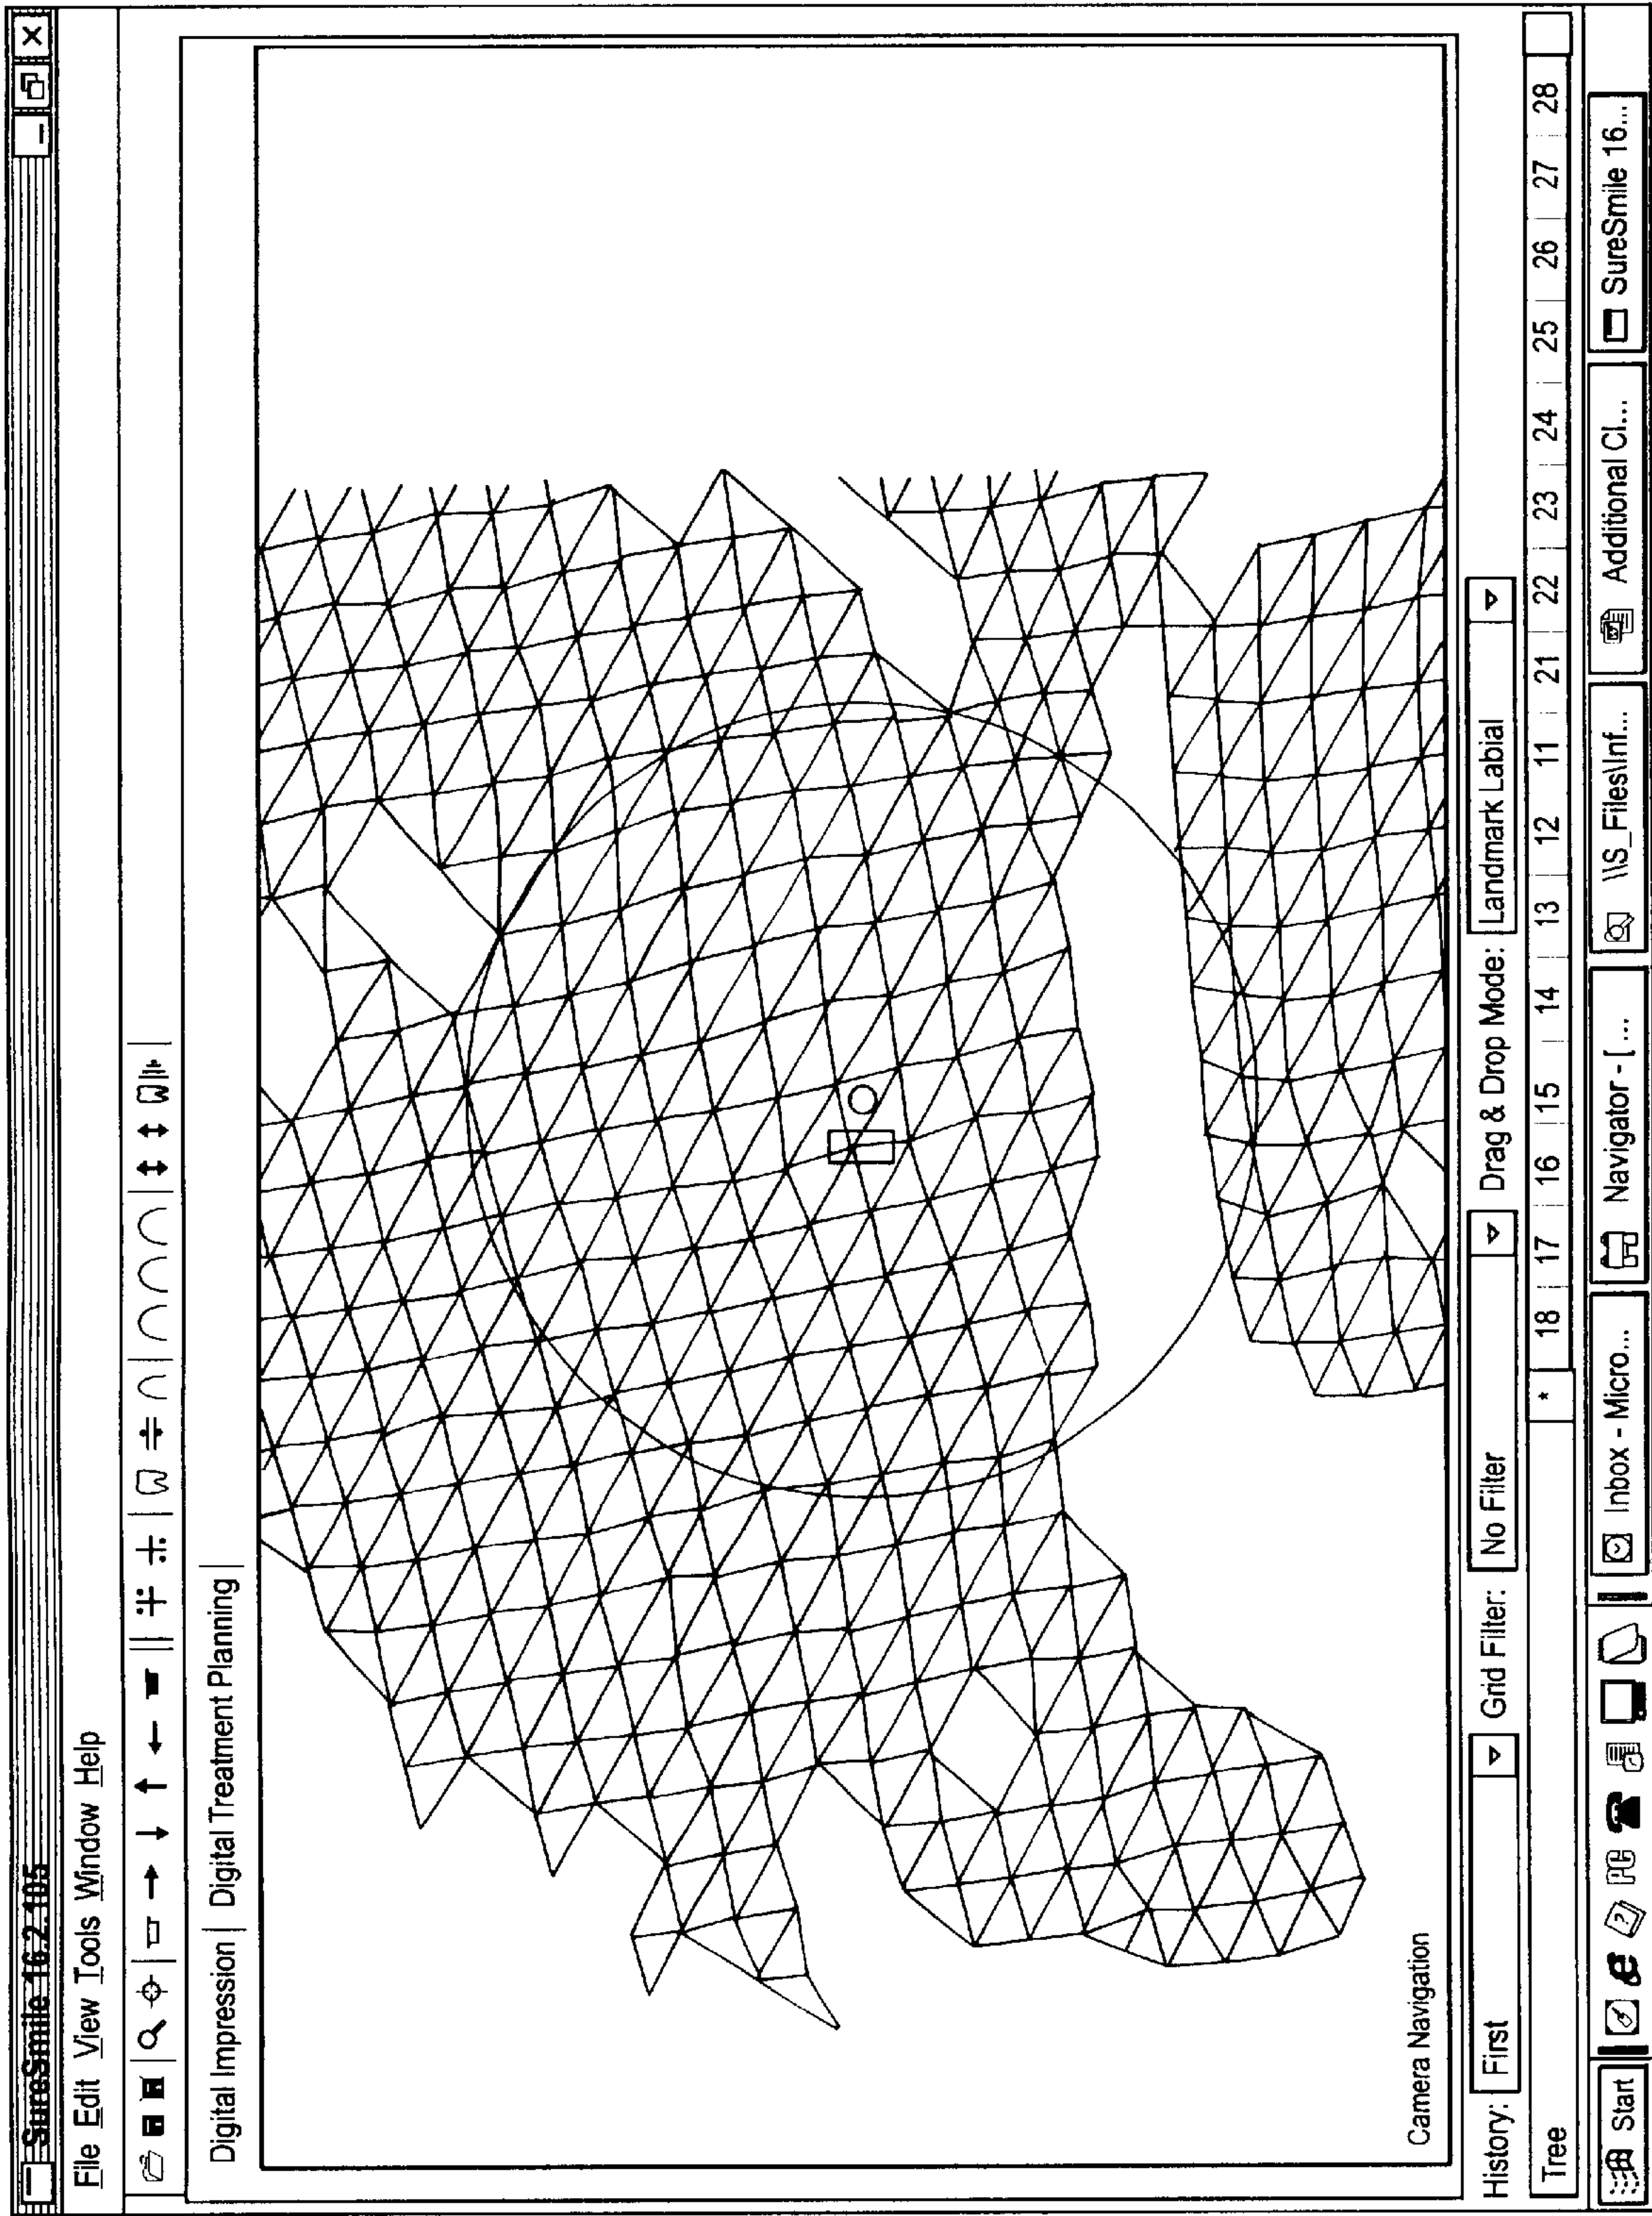 SureSmile 16.2.105
File Edit View Tools Window Help
Digital Impression Digital Treatment Planning
Camera Navigation
History: First Grid Filter: No Filter Drag & Drop Mode: Landmark Labial
Tree * 18 17 16 15 14 13 12 11 21 22 23 24 25 26 27 28
Start PC Inbox - Micro... Navigator - [ ... \\S_Files\Inf... Additional Cl... SureSmile 16...